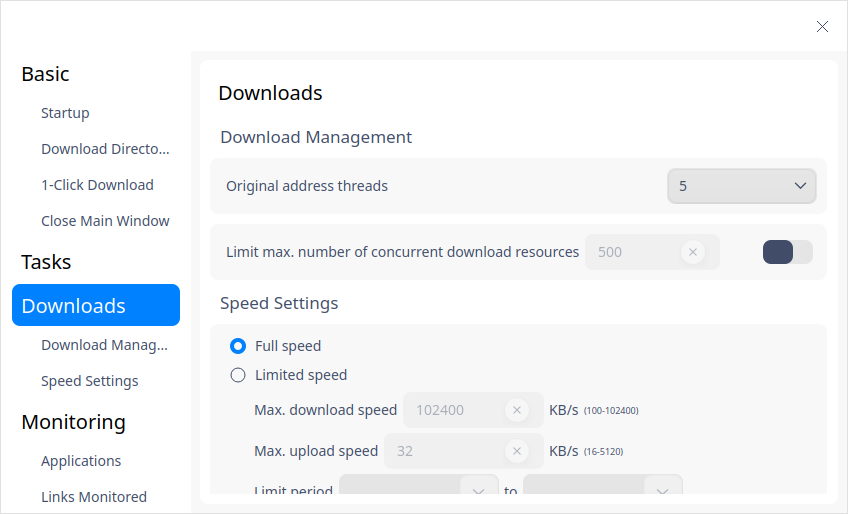 Basic
Startup
Download Directo...
1-Click Download
Close Main Window
Tasks
Downloads
Download Manag...
Speed Settings
Monitoring
Applications
Links Monitored
Downloads
Download Management
Original address threads 5
Limit max. number of concurrent download resources 500
Speed Settings
Full speed
Limited speed
Max. download speed 102400 KB/s (100-102400)
Max. upload speed 32 KB/s (16-5120)
Limit period to